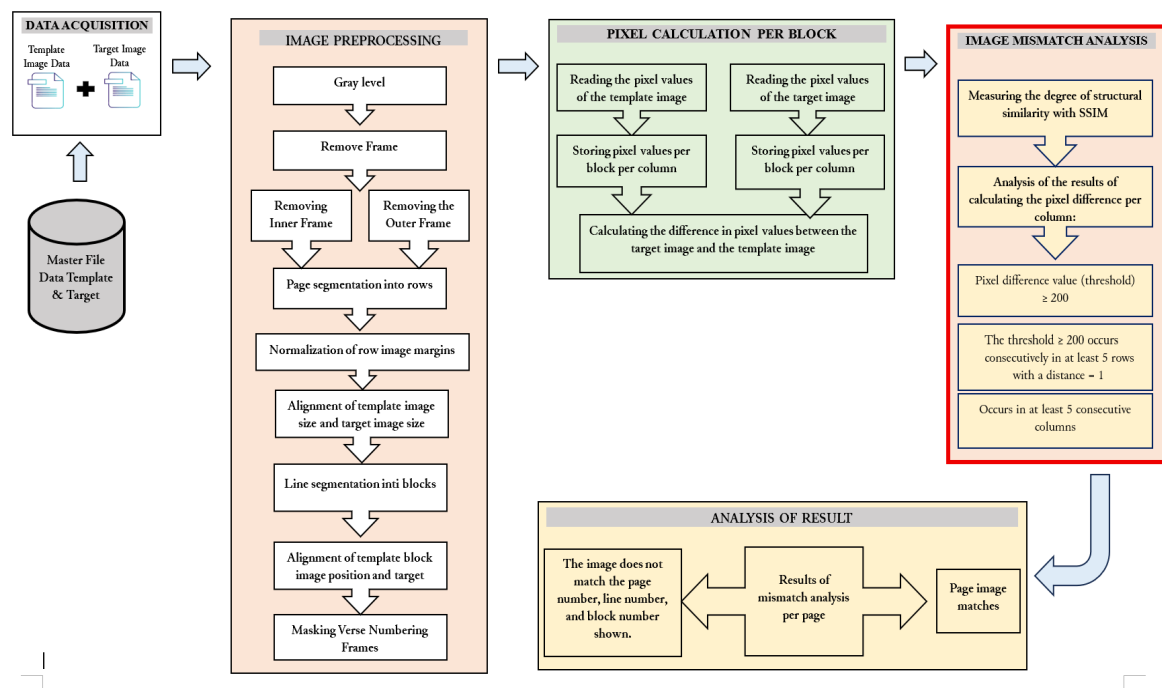 DATA ACQUISITION
Template
Image Data
Target Image
Data
Master File
Data Template
& Target
IMAGE PREPROCESSING
Gray level
Remove Frame
Removing
Inner Frame
Removing the
Outer Frame
Page segmentation into rows
Normalization of row image margins
Alignment of template image
size and target image size
Line segmentation inti blocks
Alignment of template block
image position and target
Masking Verse Numbering
Frames
PIXEL CALCULATION PER BLOCK
Reading the pixel values
of the template image
Reading the pixel values
of the target image
Storing pixel values per
block per column
Storing pixel values per
block per column
Calculating the difference in pixel values between the
target image and the template image
IMAGE MISMATCH ANALYSIS
Measuring the degree of structural
similarity with SSIM
Analysis of the results of
calculating the pixel difference per
column:
Pixel difference value (threshold)
≥ 200
The threshold ≥ 200 occurs
consecutively in at least 5 rows
with a distance = 1
Occurs in at least 5 consecutive
columns
ANALYSIS OF RESULT
The image does not
match the page
number, line number,
and block number
shown.
Results of
mismatch analysis
per page
Page image
matches